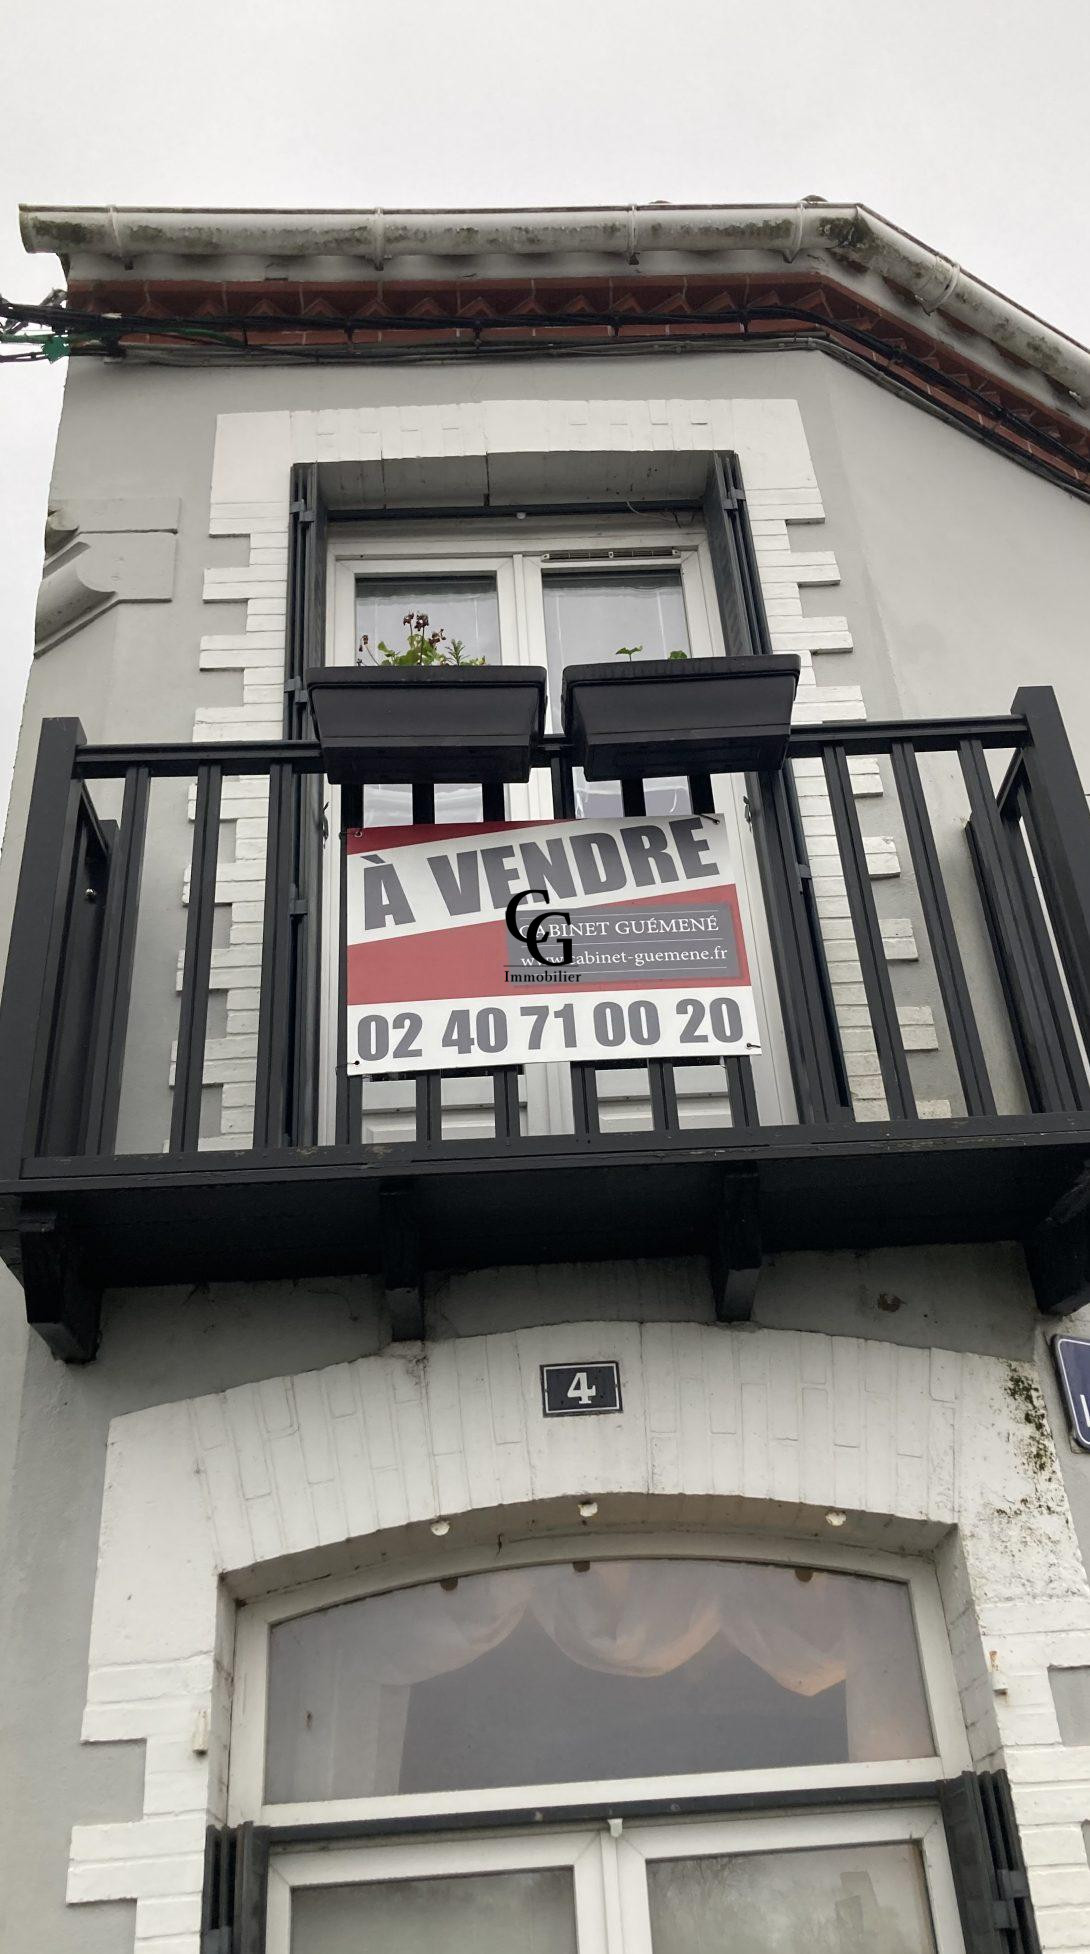 À VENDRE
CABINET GUÉMENÉ
www.cabinet-guemene.fr
CG
Immobilier
02 40 71 00 20
4